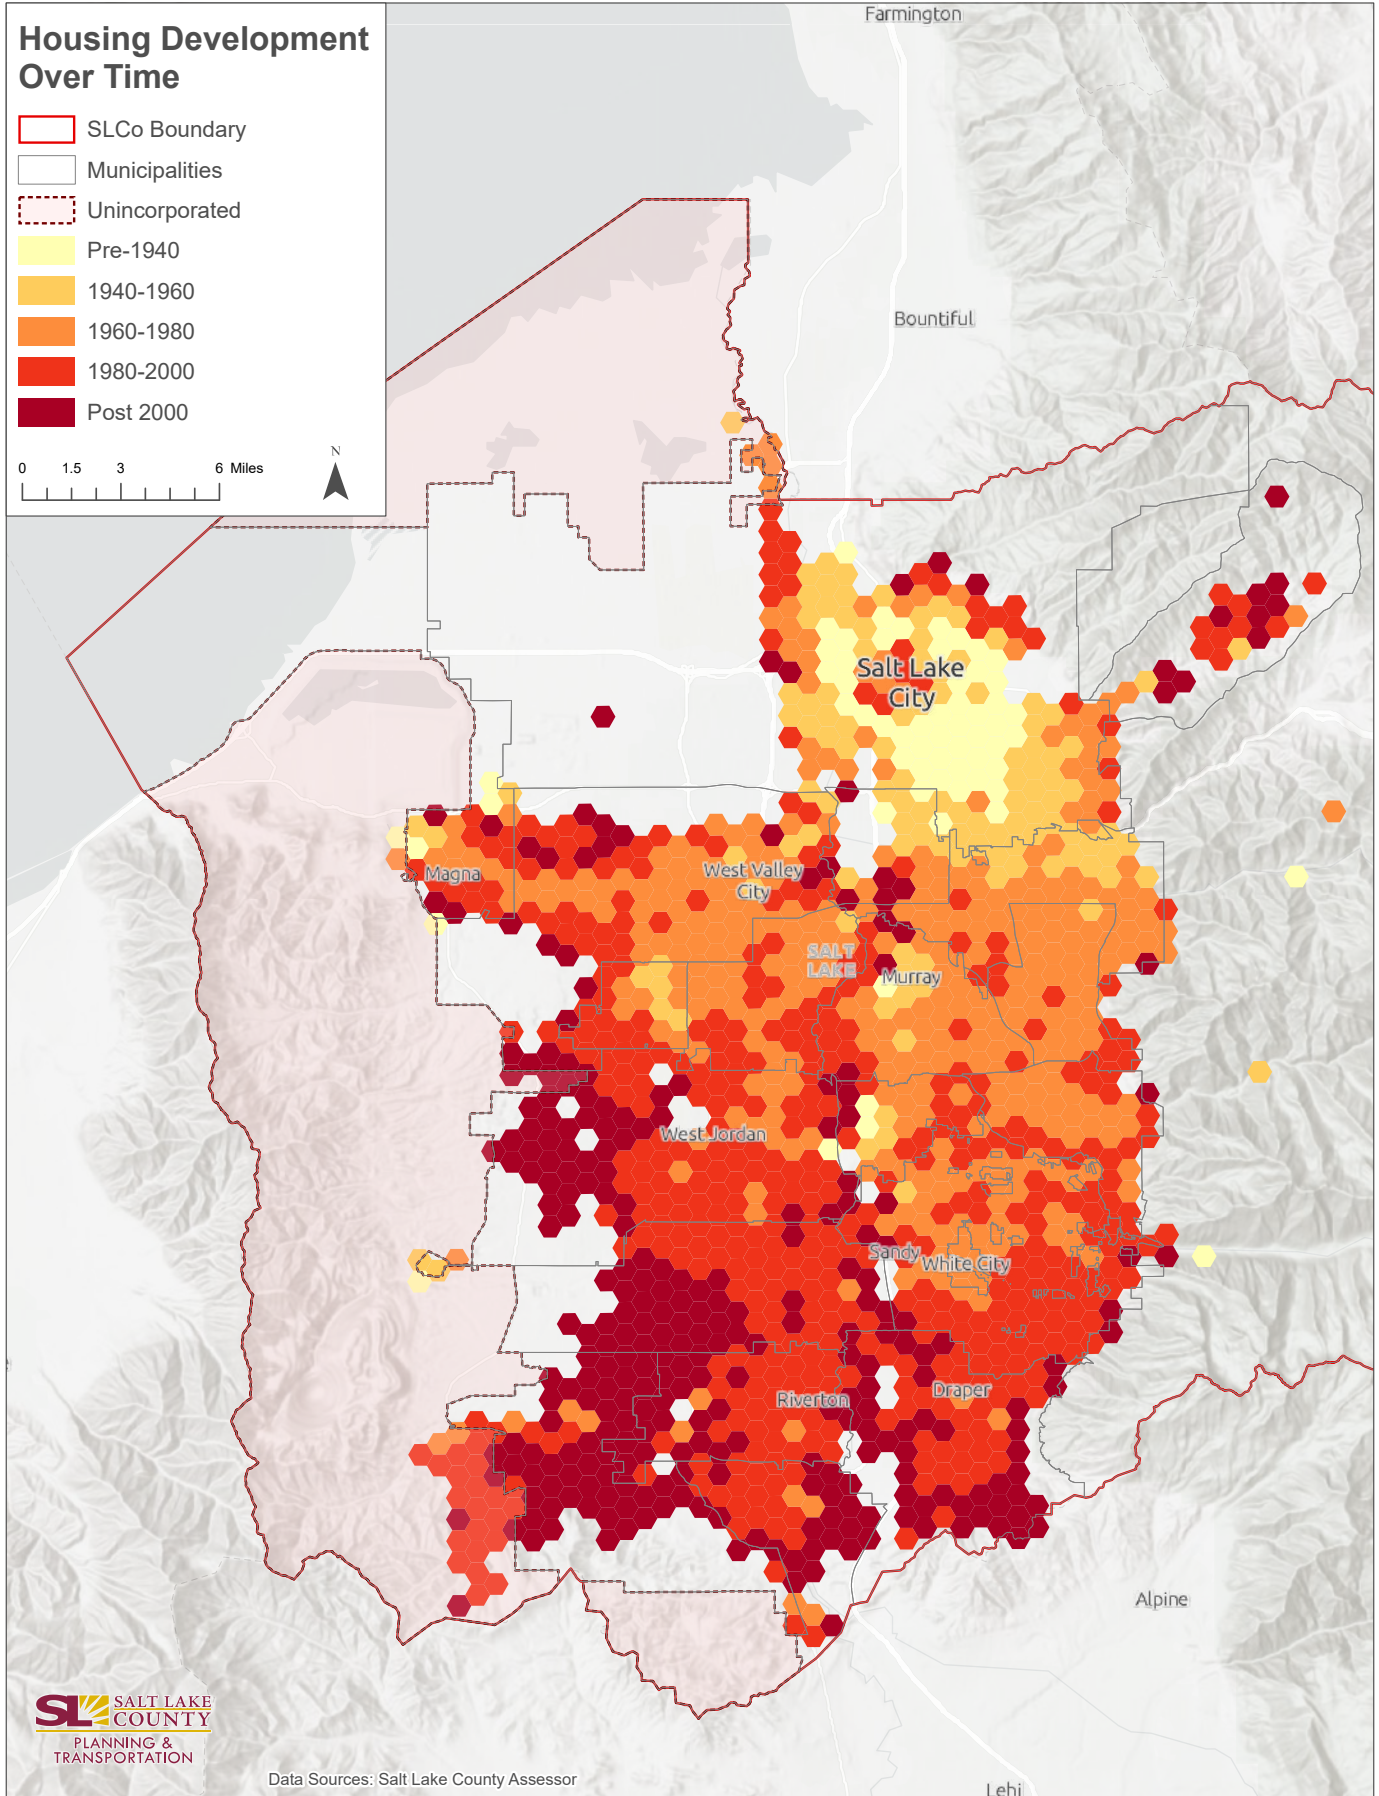 Housing Development
Over Time
SLCo Boundary
Municipalities
Unincorporated
Pre-1940
1940-1960
1960-1980
1980-2000
Post 2000
0 1.5 3 6 Miles
N
Farmington
Bountiful
Salt Lake
City
Magna
West Valley
City
SALT
LAKE
Murray
West Jordan
Sandy
White City
Riverton
Draper
Alpine
Lehi
SL SALT LAKE
COUNTY
PLANNING &
TRANSPORTATION
Data Sources: Salt Lake County Assessor